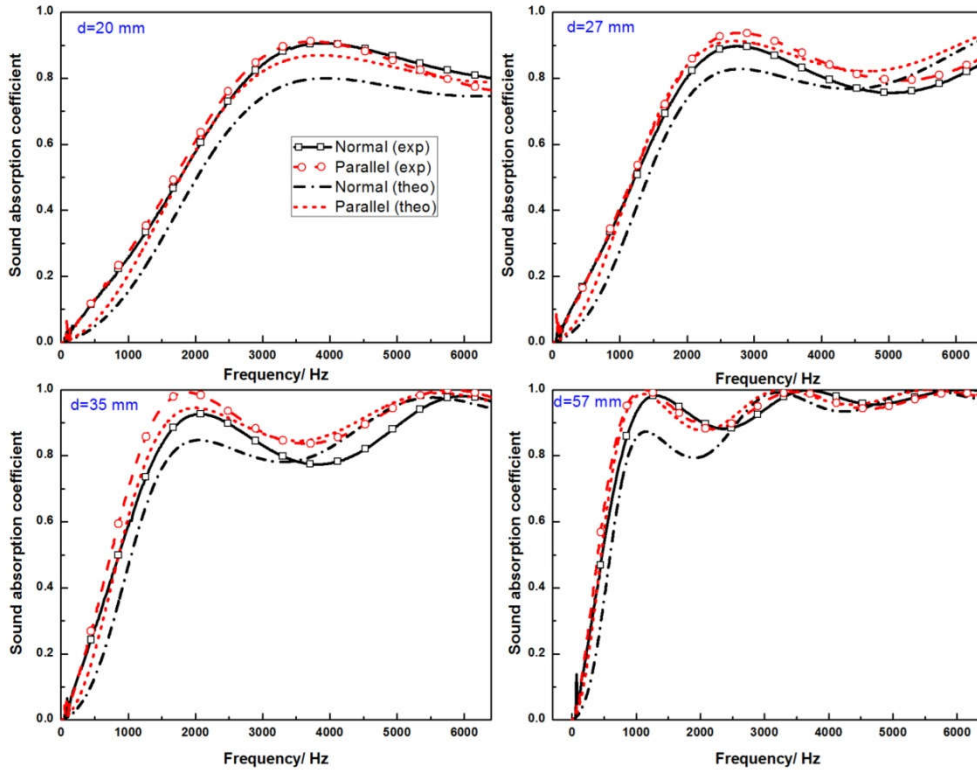 d=20 mm
Sound absorption coefficient
1.0
0.8
0.6
0.4
0.2
0.0
Normal (exp)
Parallel (exp)
Normal (theo)
Parallel (theo)
0 1000 2000 3000 4000 5000 6000
Frequency/ Hz
d=27 mm
Sound absorption coefficient
1.0
0.8
0.6
0.4
0.2
0.0
0 1000 2000 3000 4000 5000 6000
Frequency/ Hz
d=35 mm
Sound absorption coefficient
1.0
0.8
0.6
0.4
0.2
0.0
0 1000 2000 3000 4000 5000 6000
Frequency/ Hz
d=57 mm
Sound absorption coefficient
1.0
0.8
0.6
0.4
0.2
0.0
0 1000 2000 3000 4000 5000 6000
Frequency/ Hz